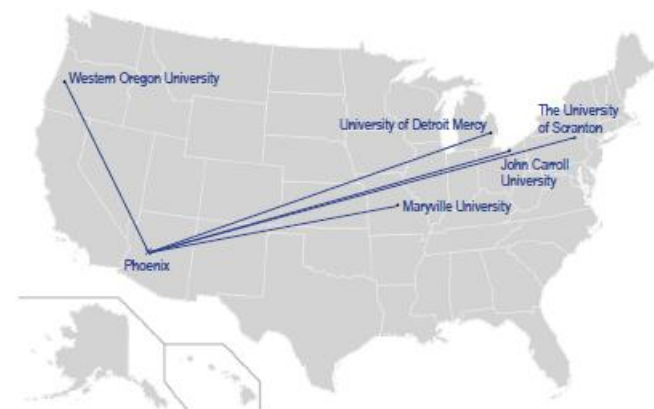 Western Oregon University
The University
of Scranton
University of Detroit Mercy
John Carroll
University
Maryville University
Phoenix